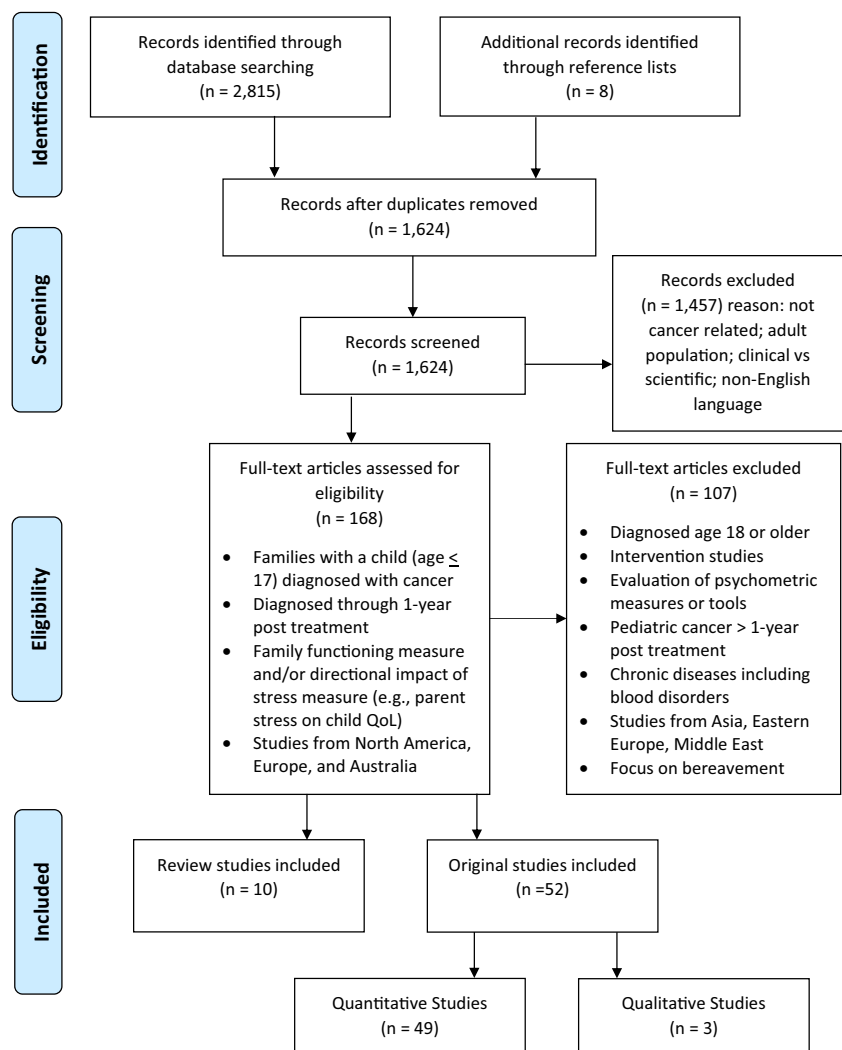 Identification
Records identified through
database searching
(n = 2,815)
Additional records identified
through reference lists
(n = 8)
Records after duplicates removed
(n = 1,624)
Screening
Records screened
(n = 1,624)
Records excluded
(n = 1,457) reason: not
cancer related; adult
population; clinical vs
scientific; non-English
language
Eligibility
Full-text articles assessed for
eligibility
(n = 168)
• Families with a child (age ≤
17) diagnosed with cancer
• Diagnosed through 1-year
post treatment
• Family functioning measure
and/or directional impact of
stress measure (e.g., parent
stress on child QoL)
• Studies from North America,
Europe, and Australia
Full-text articles excluded
(n = 107)
• Diagnosed age 18 or older
• Intervention studies
• Evaluation of psychometric
measures or tools
• Pediatric cancer > 1-year
post treatment
• Chronic diseases including
blood disorders
• Studies from Asia, Eastern
Europe, Middle East
• Focus on bereavement
Included
Review studies included
(n = 10)
Original studies included
(n =52)
Quantitative Studies
n = 49)
Qualitative Studies
n = 3)